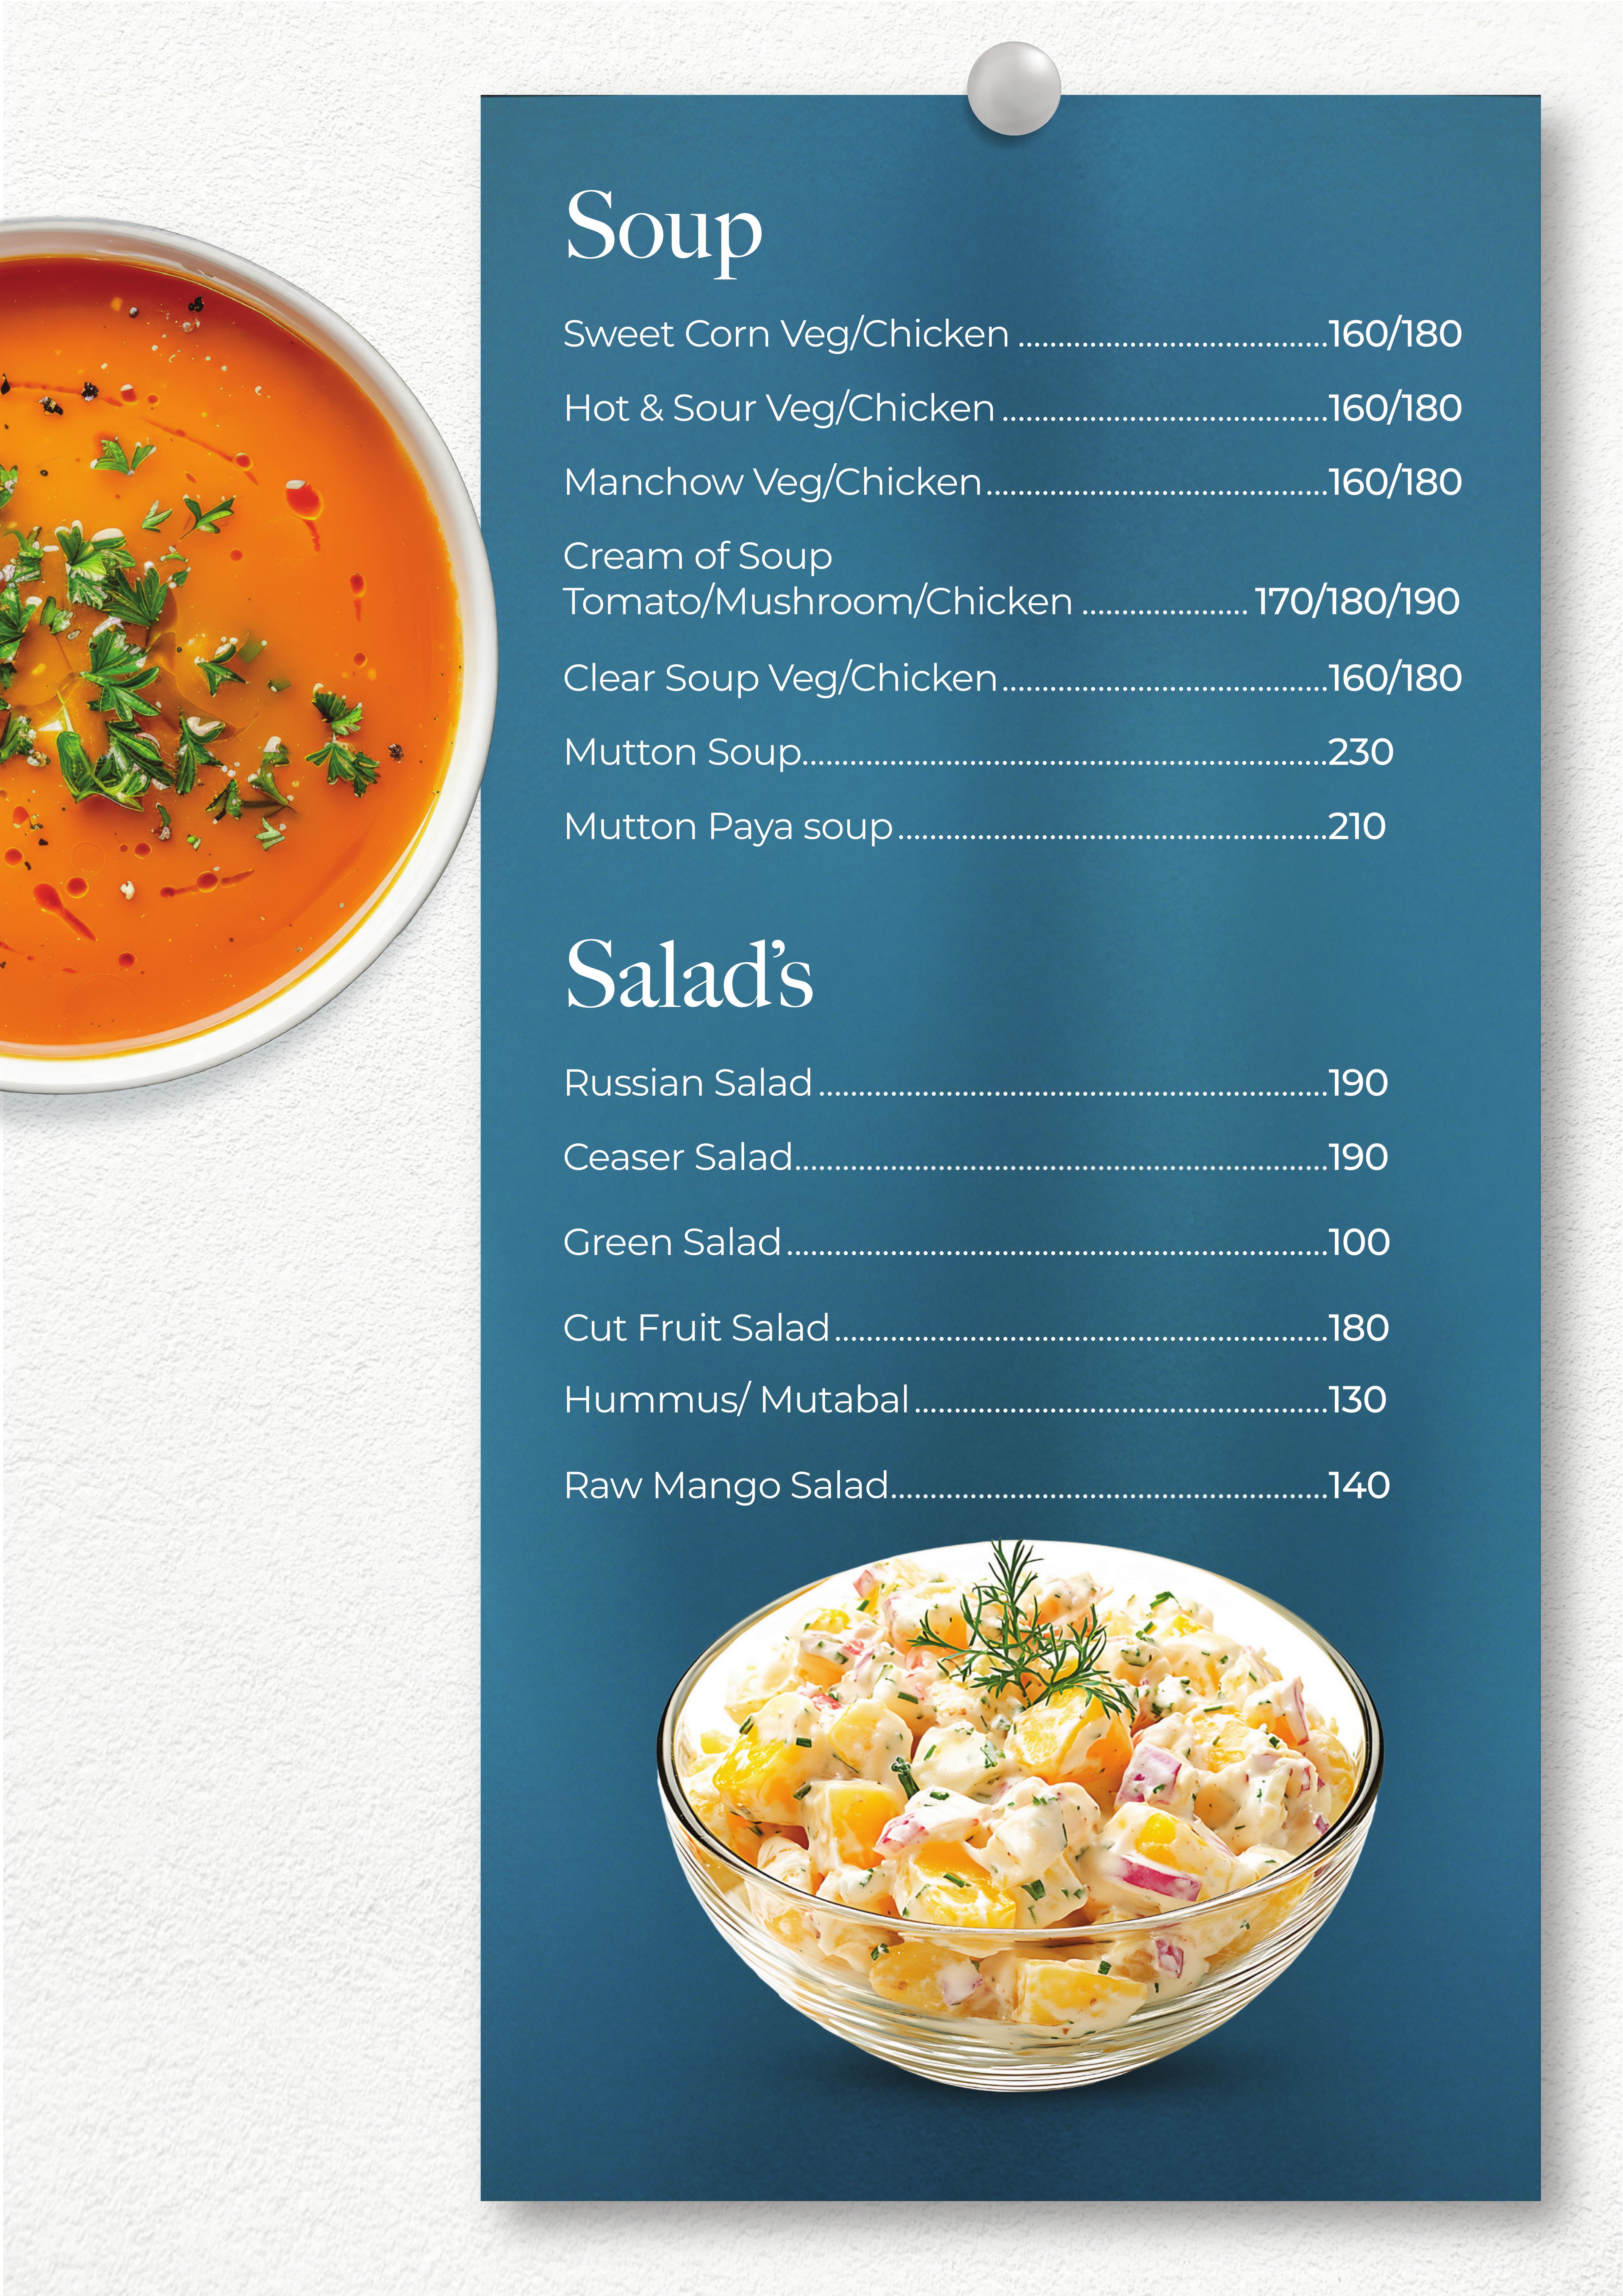 Soup
Sweet Corn Veg/Chicken ........................................160/180
Hot & Sour Veg/Chicken ..........................................160/180
Manchow Veg/Chicken............................................160/180
Cream of Soup
Tomato/Mushroom/Chicken ..................... 170/180/190
Clear Soup Veg/Chicken..........................................160/180
Mutton Soup....................................................................230
Mutton Paya soup .......................................................210
Salad’s
Russian Salad ..................................................................190
Ceaser Salad.....................................................................190
Green Salad ......................................................................100
Cut Fruit Salad ................................................................180
Hummus/ Mutabal .....................................................130
Raw Mango Salad.........................................................140